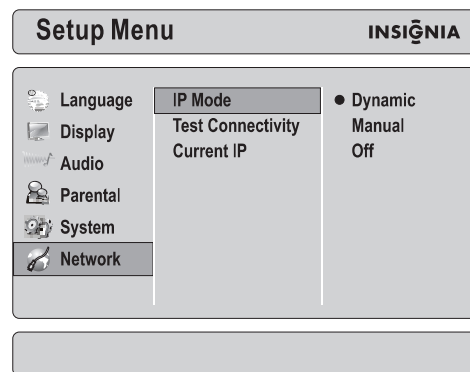 Setup Menu
INSIGNIA
Language
Display
Audio
Parental
System
Network
IP Mode
Test Connectivity
Current IP
Dynamic
Manual
Off